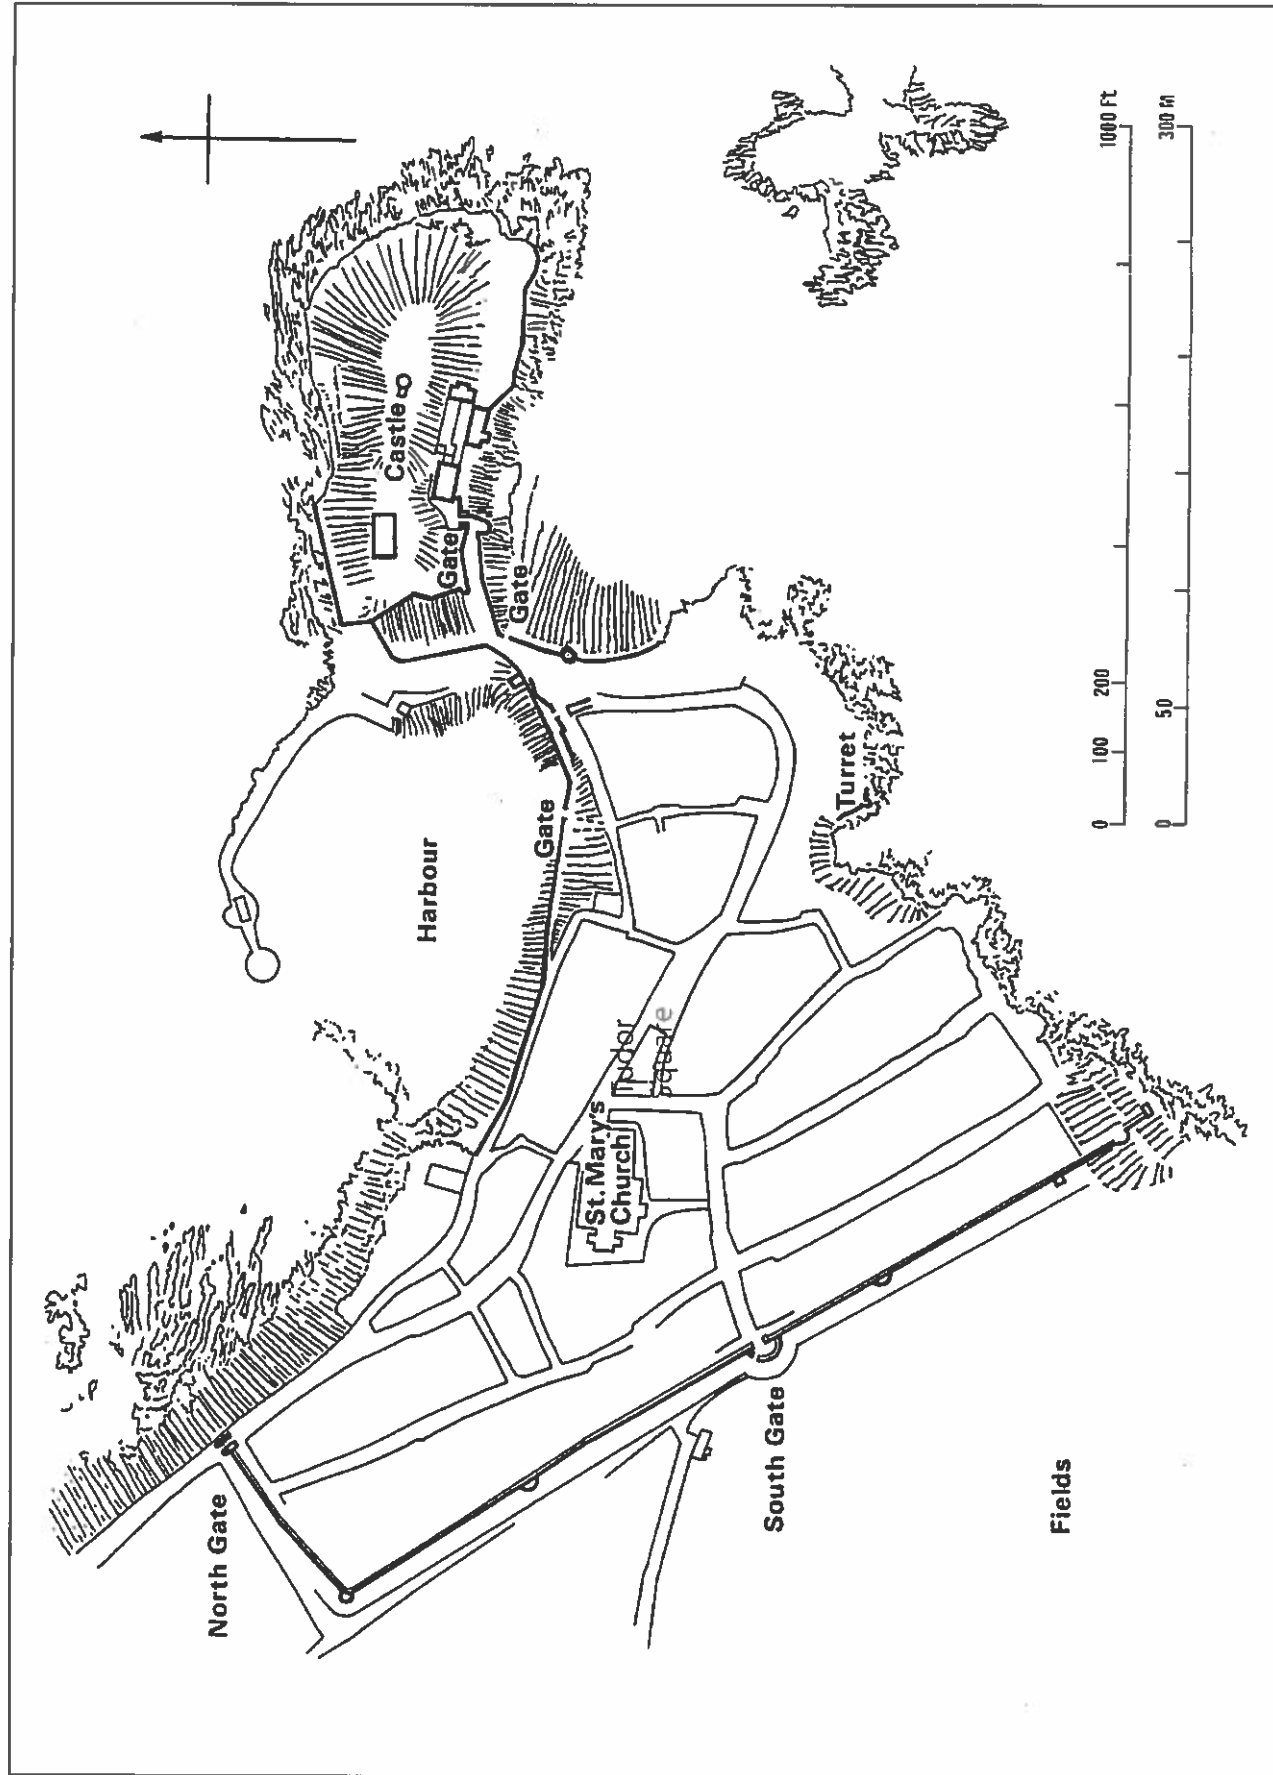 Castle
Gate
Gate
Harbour
Gate
Turret
Tudor
Square
St. Mary's
Church
North Gate
South Gate
Fields
0 100 200 1000 Ft
0 50 300 M